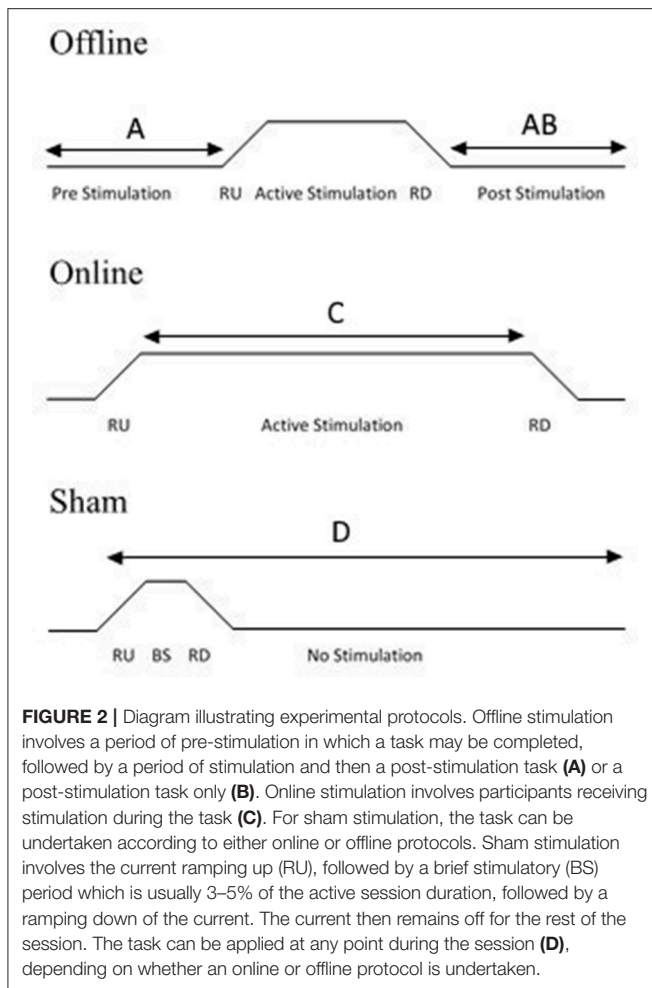 Offline
A
AB
Pre Stimulation RU Active Stimulation RD Post Stimulation
Online
C
RU Active Stimulation RD
Sham
D
RU BS RD No Stimulation
FIGURE 2 | Diagram illustrating experimental protocols. Offline stimulation
involves a period of pre-stimulation in which a task may be completed,
followed by a period of stimulation and then a post-stimulation task (A) or a
post-stimulation task only (B). Online stimulation involves participants receiving
stimulation during the task (C). For sham stimulation, the task can be
undertaken according to either online or offline protocols. Sham stimulation
involves the current ramping up (RU), followed by a brief stimulatory (BS)
period which is usually 3–5% of the active session duration, followed by a
ramping down of the current. The current then remains off for the rest of the
session. The task can be applied at any point during the session (D),
depending on whether an online or offline protocol is undertaken.